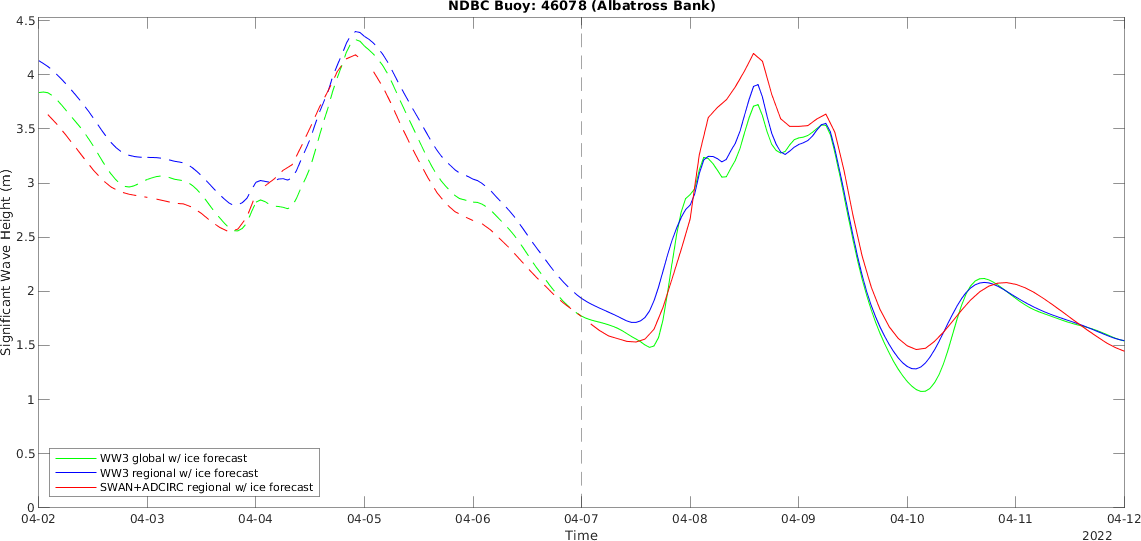 NDBC Buoy: 46078 (Albatross Bank)
4.5
4
3.5
3
2.5
2
1.5
1
0.5
0
Significant Wave Height (m)
WW3 global w/ ice forecast
WW3 regional w/ ice forecast
SWAN+ADCIRC regional w/ ice forecast
04-02 04-03 04-04 04-05 04-06 04-07 04-08 04-09 04-10 04-11 04-12
Time
2022